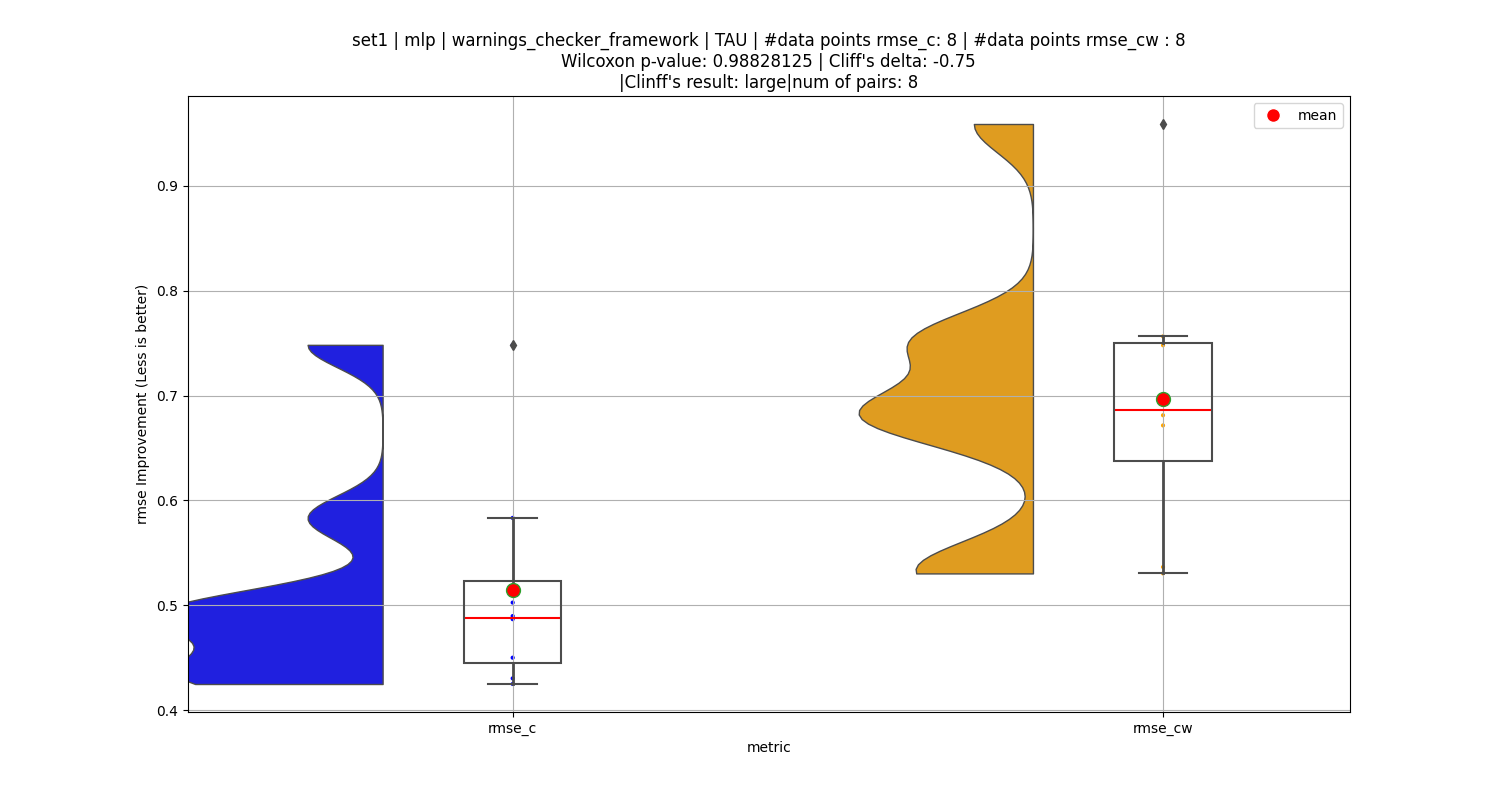 set1 | mlp | warnings_checker_framework | TAU | #data points rmse_c: 8 | #data points rmse_cw : 8
Wilcoxon p-value: 0.98828125 | Cliff's delta: -0.75
|Clinff's result: large|num of pairs: 8
mean
0.9
0.8
0.7
0.6
0.5
0.4
rmse Improvement (Less is better)
rmse_c
rmse_cw
metric